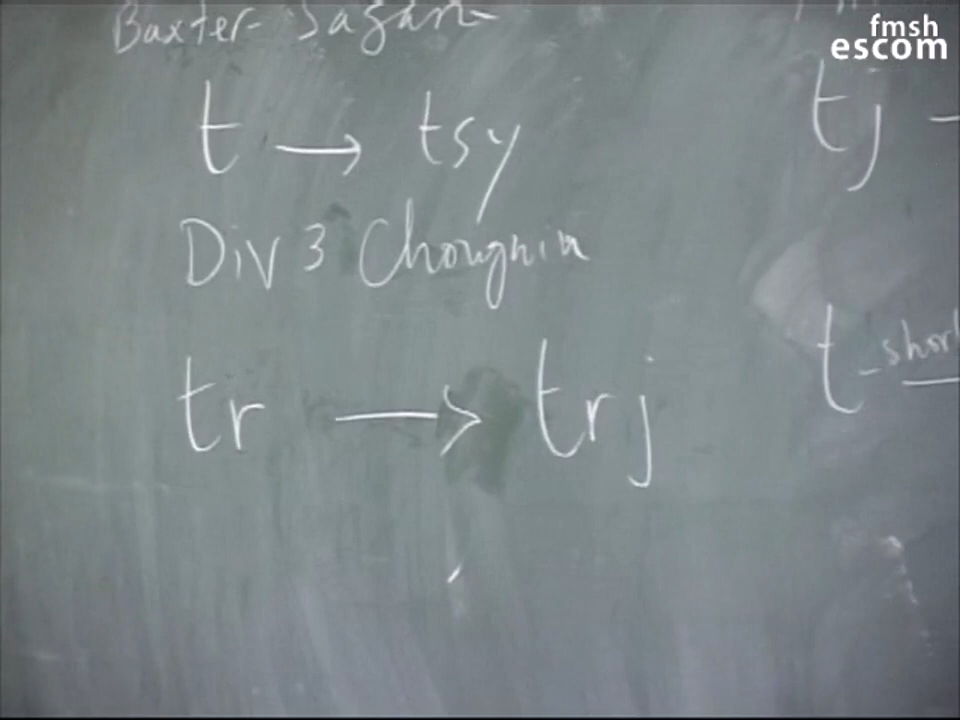 Baxter-Sagart
t → tsy
Div 3 Chongniu
tr → trj
tj –
t -short
fmsh
escom